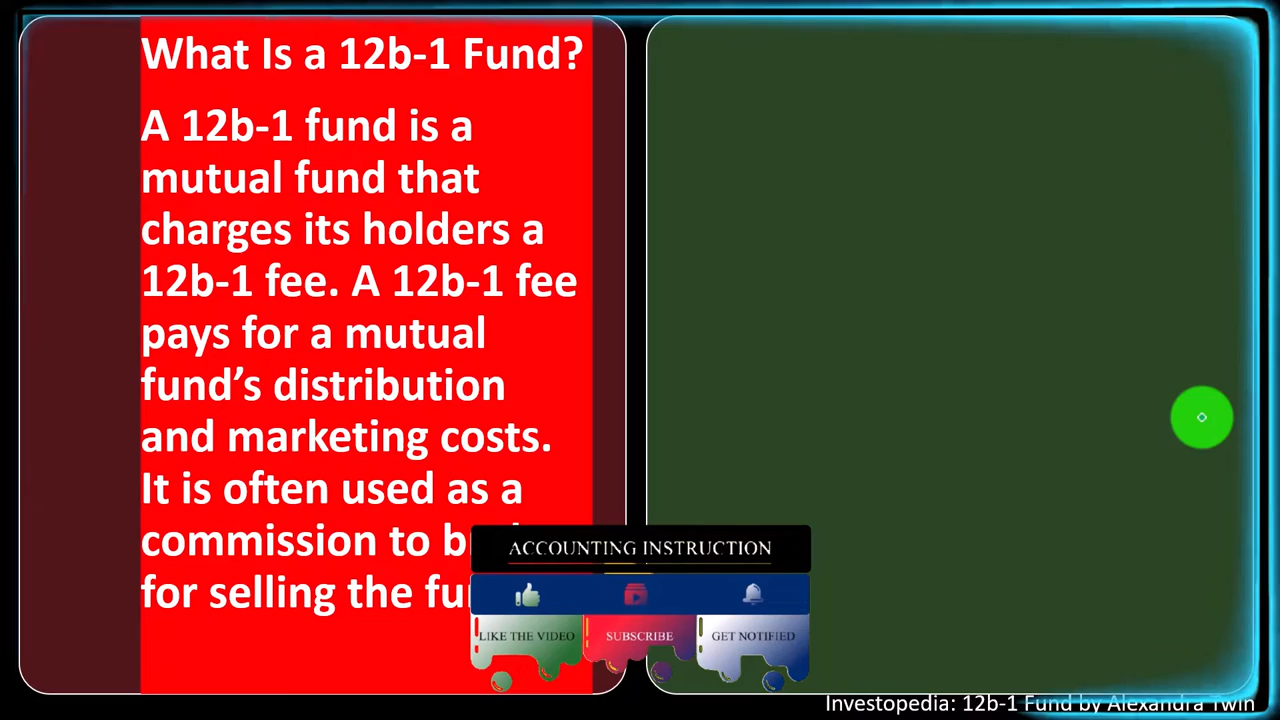 What Is a 12b-1 Fund?
A 12b-1 fund is a
mutual fund that
charges its holders a
12b-1 fee. A 12b-1 fee
pays for a mutual
fund’s distribution
and marketing costs.
It is often used as a
commission to
for selling the
ACCOUNTING INSTRUCTION
LIKE THE VIDEO
SUBSCRIBE
GET NOTIFIED
Investopedia: 12b-1 Fund by Alexandra Twin